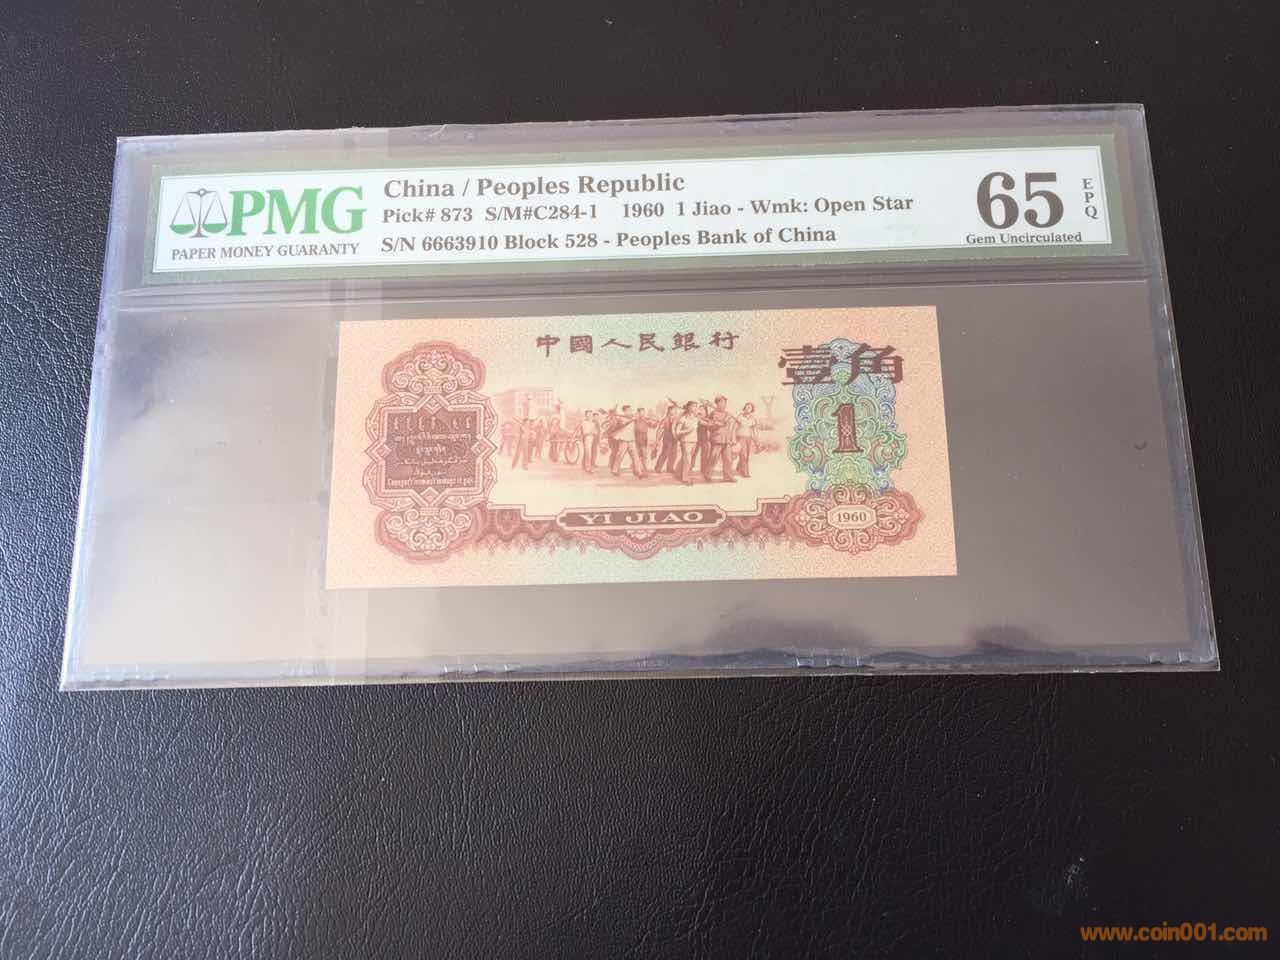 PMG
PAPER MONEY GUARANTY
China / Peoples Republic
Pick# 873 S/M#C284-1 1960 1 Jiao - Wmk: Open Star
S/N 6663910 Block 528 - Peoples Bank of China
65
EPQ
Gem Uncirculated
中國人民銀行
壹角
1
YI JIAO
1960
www.coin001.com